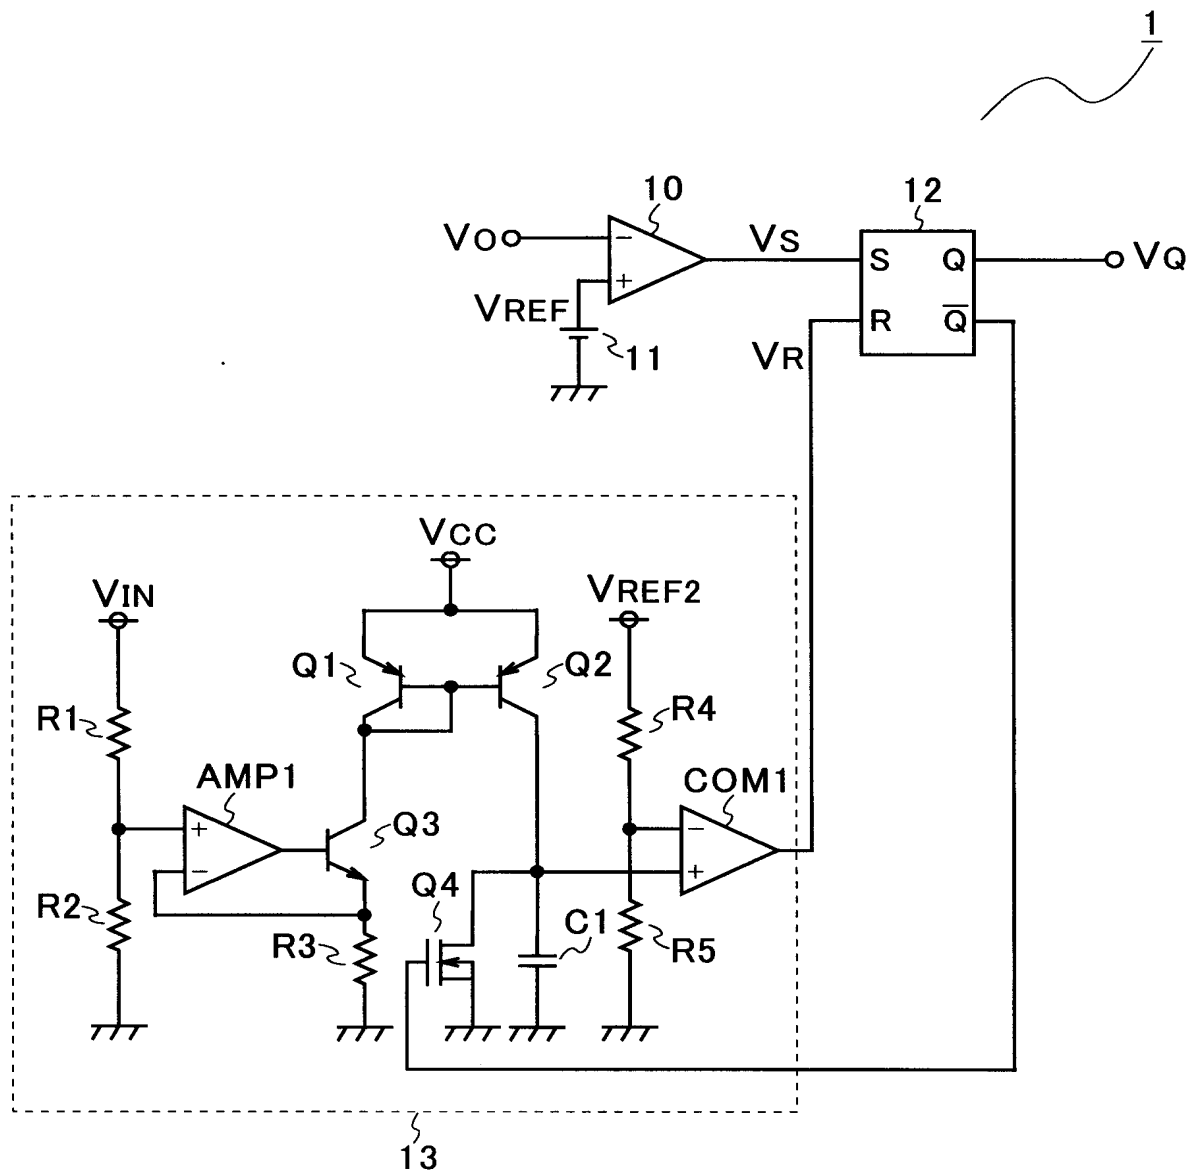 1
10
12
VO
−
+
VS
S
Q
VQ
VREF
11
R
Q̅
VR
VCC
VIN
VREF2
Q1
Q2
R1
R4
AMP1
COM1
+
−
Q3
−
+
Q4
R2
R3
C1
R5
13